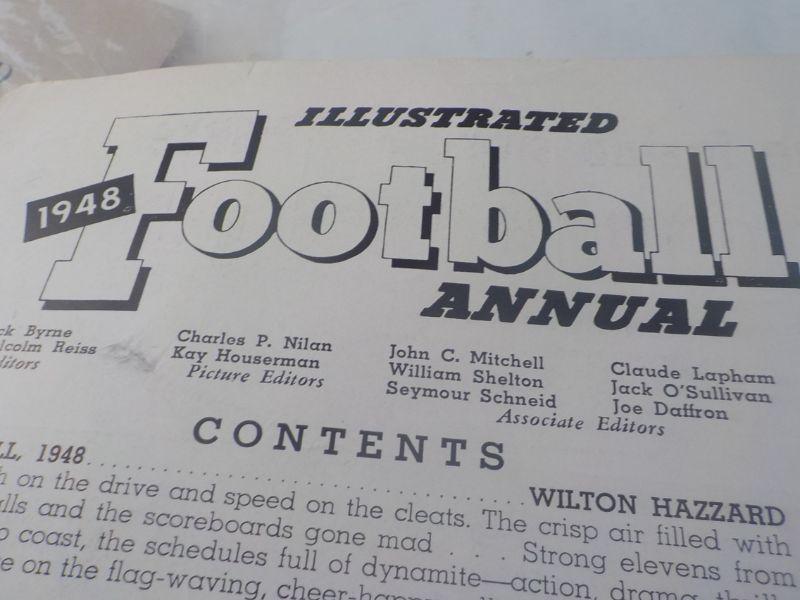 ILLUSTRATED
1948 Football
ANNUAL
ck Byrne
lcolm Reiss
ditors
Charles P. Nilan
Kay Houserman
Picture Editors
John C. Mitchell
William Shelton
Seymour Schneid
Claude Lapham
Jack O'Sullivan
Joe Daffron
Associate Editors
CONTENTS
LL, 1948 WILTON HAZZARD
h on the drive and speed on the cleats. The crisp air filled with
lls and the scoreboards gone mad . . . Strong elevens from
o coast, the schedules full of dynamite—action, drama,
e on the flag-waving,